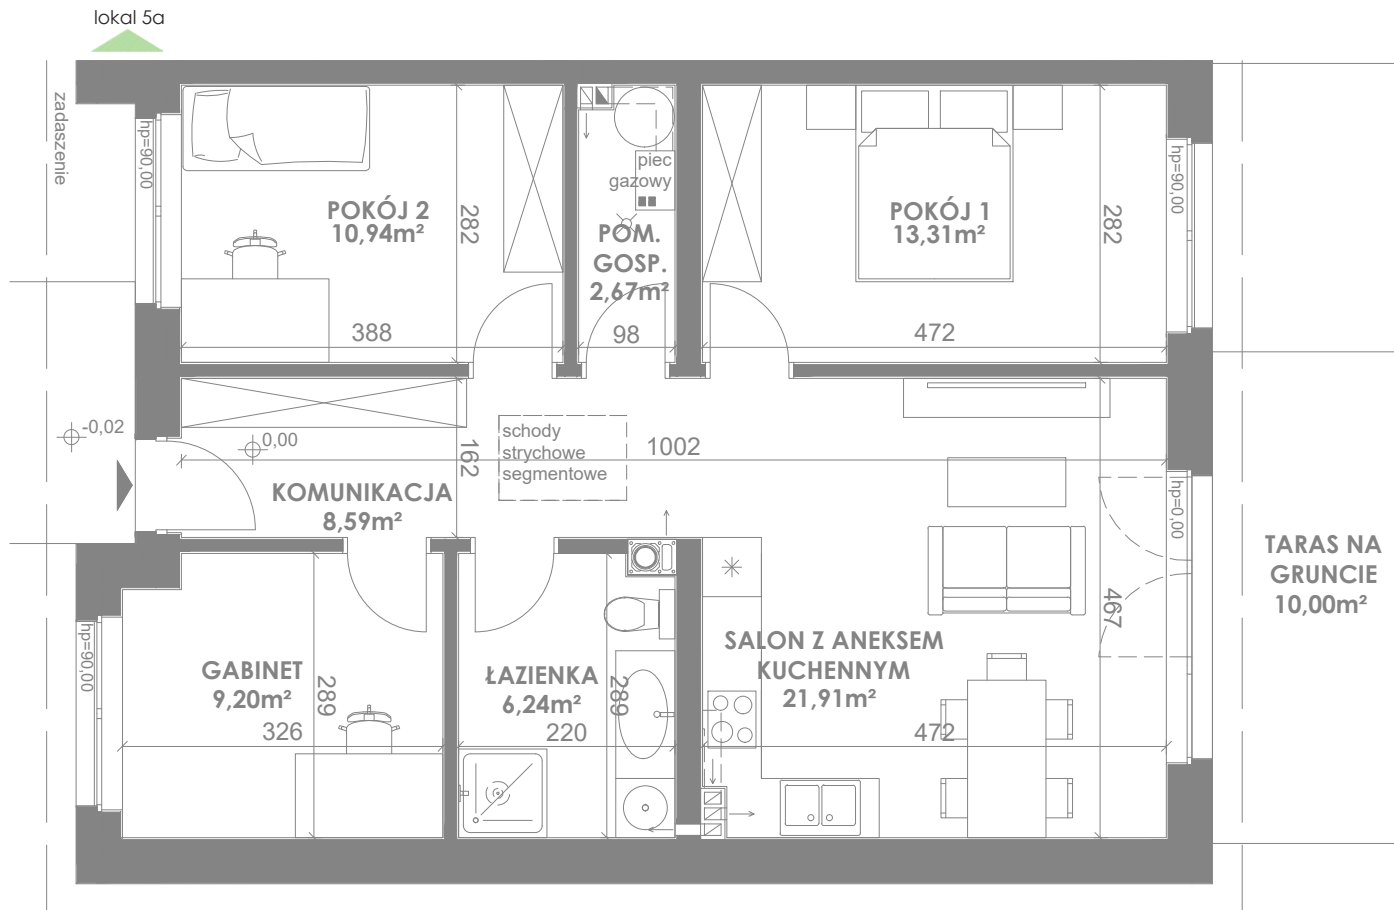 lokal 5a
zadaszenie
hp=90,00
POKÓJ 2
10,94m²
282
388
piec
gazowy
POM.
GOSP.
2,67m²
98
POKÓJ 1
13,31m²
282
472
hp=90,00
-0,02
0,00
162
schody
strychowe
segmentowe
1002
KOMUNIKACJA
8,59m²
hp=0,00
467
TARAS NA
GRUNCIE
10,00m²
hp=90,00
GABINET
9,20m²
289
326
ŁAZIENKA
6,24m²
289
220
SALON Z ANEKSEM
KUCHENNYM
21,91m²
472